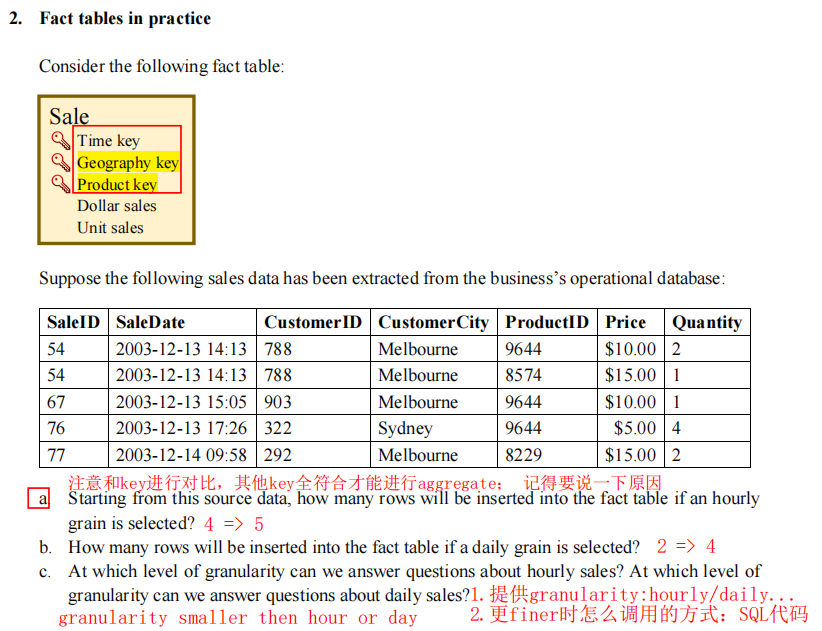 2. Fact tables in practice
Consider the following fact table:
Sale
Time key
Geography key
Product key
Dollar sales
Unit sales
Suppose the following sales data has been extracted from the business's operational database:
SaleID SaleDate CustomerID CustomerCity ProductID Price Quantity
54 2003-12-13 14:13 788 Melbourne 9644 $10.00 2
54 2003-12-13 14:13 788 Melbourne 8574 $15.00 1
67 2003-12-13 15:05 903 Melbourne 9644 $10.00 1
76 2003-12-13 17:26 322 Sydney 9644 $5.00 4
77 2003-12-14 09:58 292 Melbourne 8229 $15.00 2
注意和key进行对比，其他key全符合才能进行aggregate； 记得要说一下原因
a Starting from this source data, how many rows will be inserted into the fact table if an hourly
grain is selected? 4 => 5
b. How many rows will be inserted into the fact table if a daily grain is selected? 2 => 4
c. At which level of granularity can we answer questions about hourly sales? At which level of
granularity can we answer questions about daily sales?1. 提供granularity:hourly/daily...
granularity smaller then hour or day 2. 更finer时怎么调用的方式：SQL代码